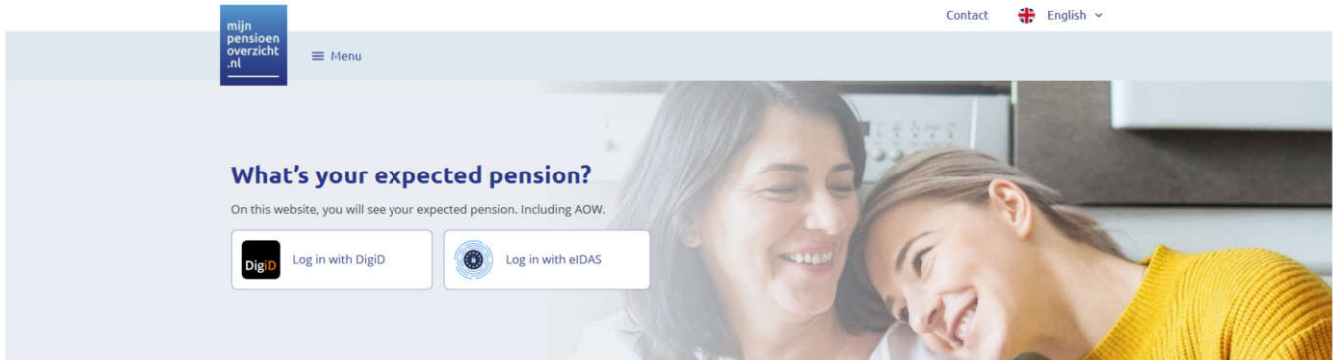 mijn
pensioen
overzicht
.nl
Contact
English
Menu
What's your expected pension?
On this website, you will see your expected pension. Including AOW.
DigiD
Log in with DigiD
Log in with eIDAS